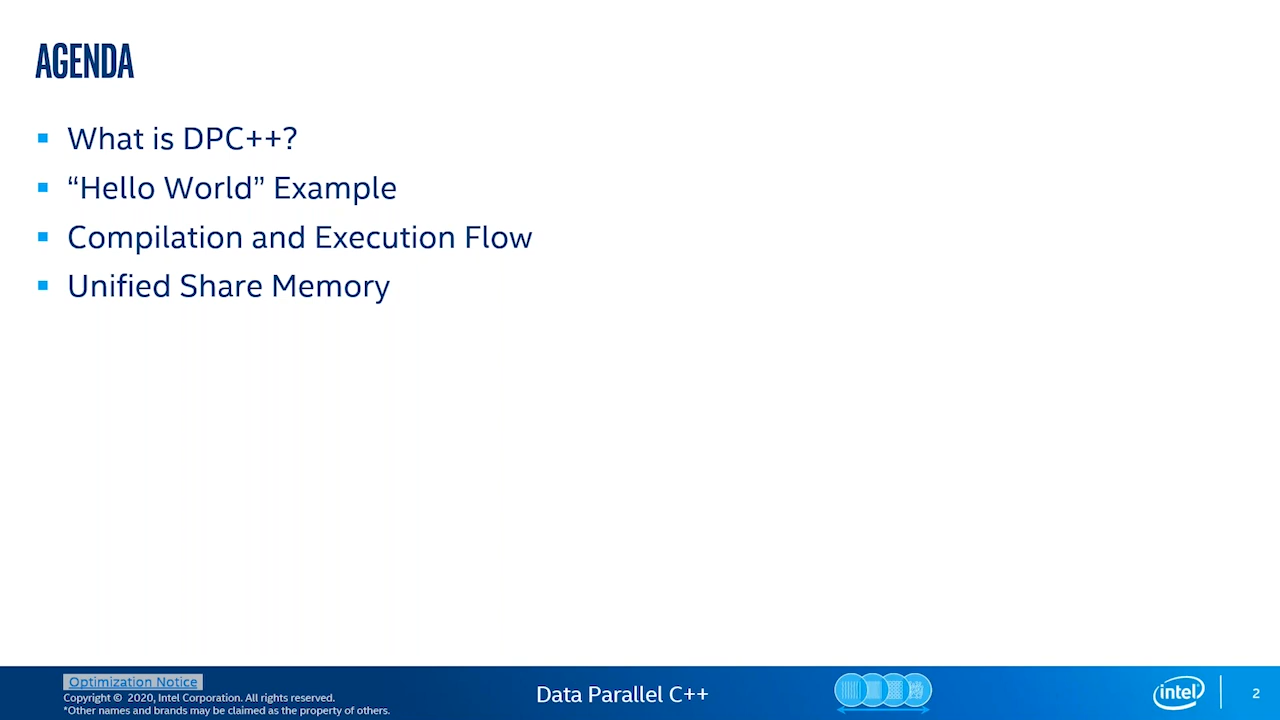 AGENDA
What is DPC++?
“Hello World” Example
Compilation and Execution Flow
Unified Share Memory
Optimization Notice
Copyright © 2020, Intel Corporation. All rights reserved.
*Other names and brands may be claimed as the property of others.
Data Parallel C++
intel
2